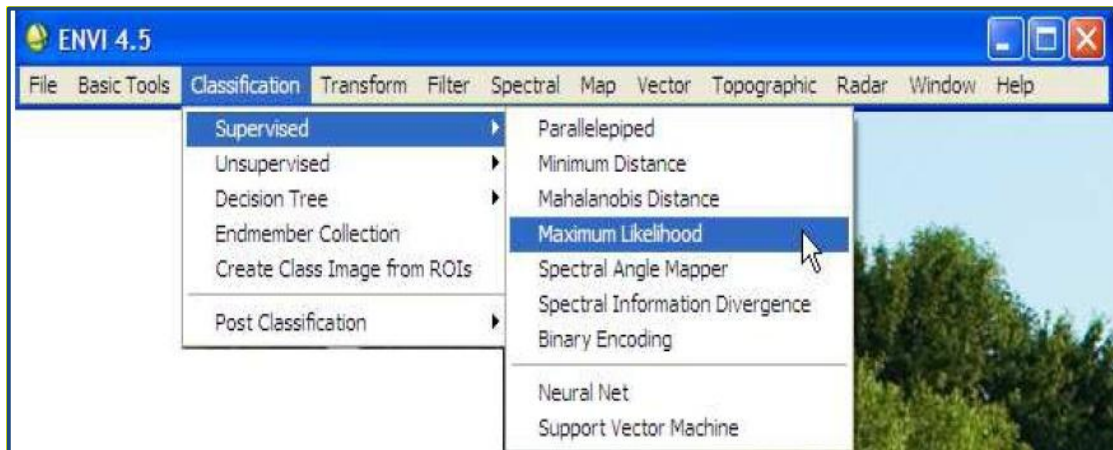 ENVI 4.5
File Basic Tools Classification Transform Filter Spectral Map Vector Topographic Radar Window Help
Supervised
Unsupervised
Decision Tree
Endmember Collection
Create Class Image from ROIs
Post Classification
Parallelepiped
Minimum Distance
Mahalanobis Distance
Maximum Likelihood
Spectral Angle Mapper
Spectral Information Divergence
Binary Encoding
Neural Net
Support Vector Machine